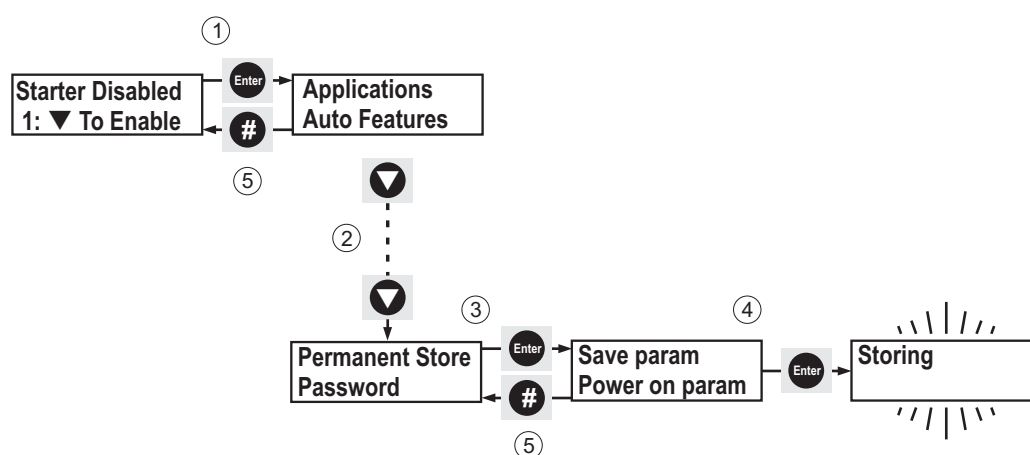 1
Starter Disabled
1: ▼ To Enable
Enter
#
Applications
Auto Features
5
2
Permanent Store
Password
3
Enter
#
5
Save param
Power on param
4
Enter
Storing